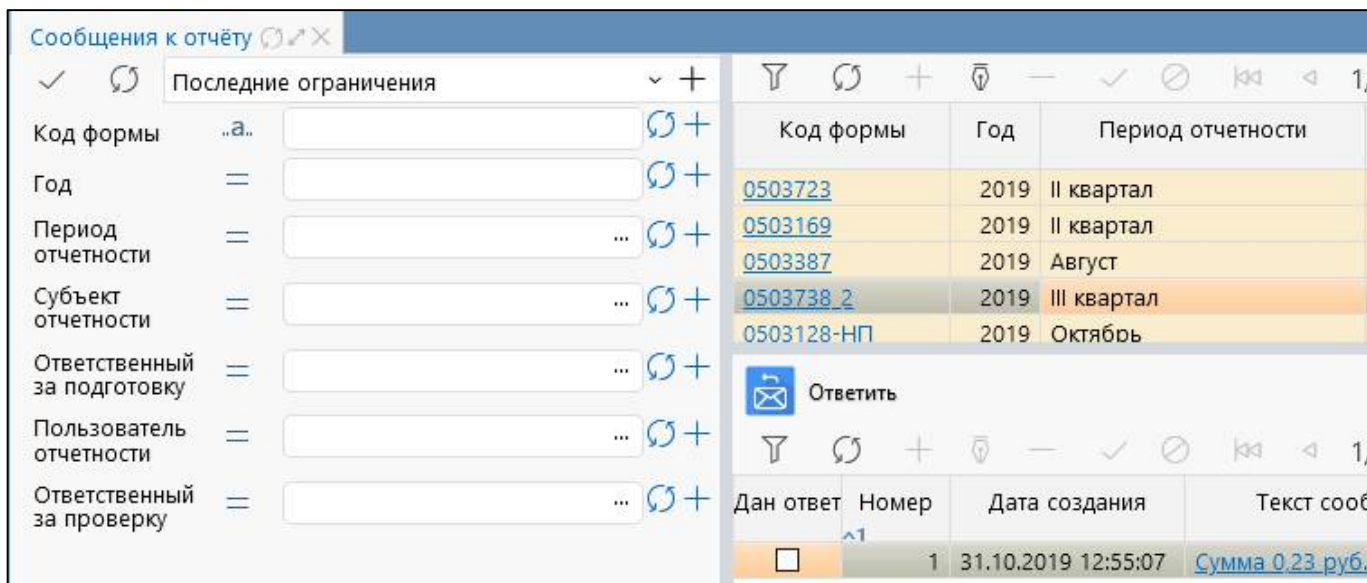 Сообщения к отчёту
Последние ограничения
Код формы ..a..
Год =
Период
отчетности = ...
Субъект
отчетности = ...
Ответственный
за подготовку = ...
Пользователь
отчетности = ...
Ответственный
за проверку = ...
1,
Код формы Год Период отчетности
0503723 2019 II квартал
0503169 2019 II квартал
0503387 2019 Август
0503738_2 2019 III квартал
0503128-НП 2019 Октябрь
Ответить
1,
Дан ответ Номер Дата создания Текст сооб
^1
1 31.10.2019 12:55:07 Сумма 0,23 руб.